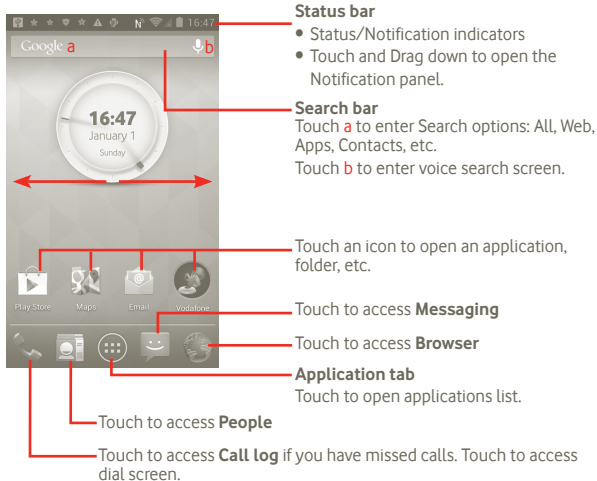 16:47
Google a
b
16:47
January 1
Sunday
Play Store Maps Email Vodafone
Status bar
• Status/Notification indicators
• Touch and Drag down to open the
Notification panel.
Search bar
Touch a to enter Search options: All, Web,
Apps, Contacts, etc.
Touch b to enter voice search screen.
Touch an icon to open an application,
folder, etc.
Touch to access Messaging
Touch to access Browser
Application tab
Touch to open applications list.
Touch to access People
Touch to access Call log if you have missed calls. Touch to access
dial screen.